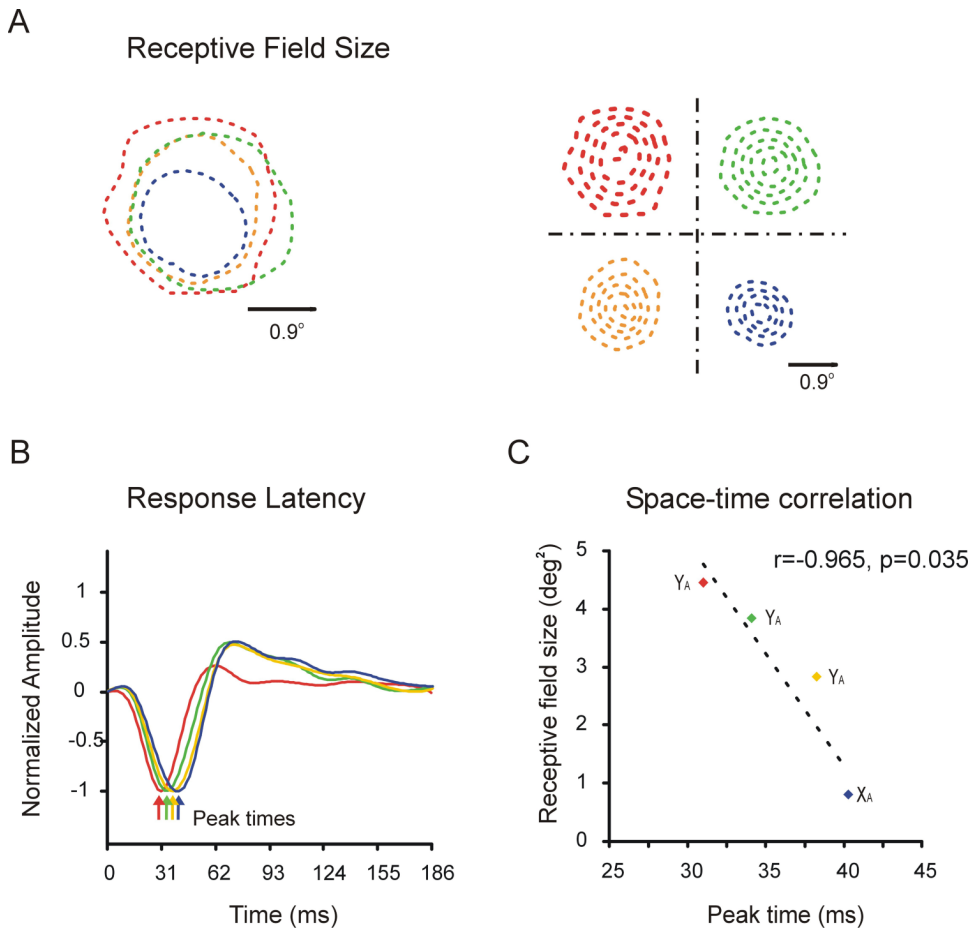 A
Receptive Field Size
0.9°
0.9°
B
Response Latency
Normalized Amplitude
1
0.5
0
-0.5
-1
Peak times
0 31 62 93 124 155 186
Time (ms)
C
Space-time correlation
r=-0.965, p=0.035
Receptive field size (deg²)
5
4
3
2
1
0
YA
YA
YA
XA
25 35 40 45
Peak time (ms)